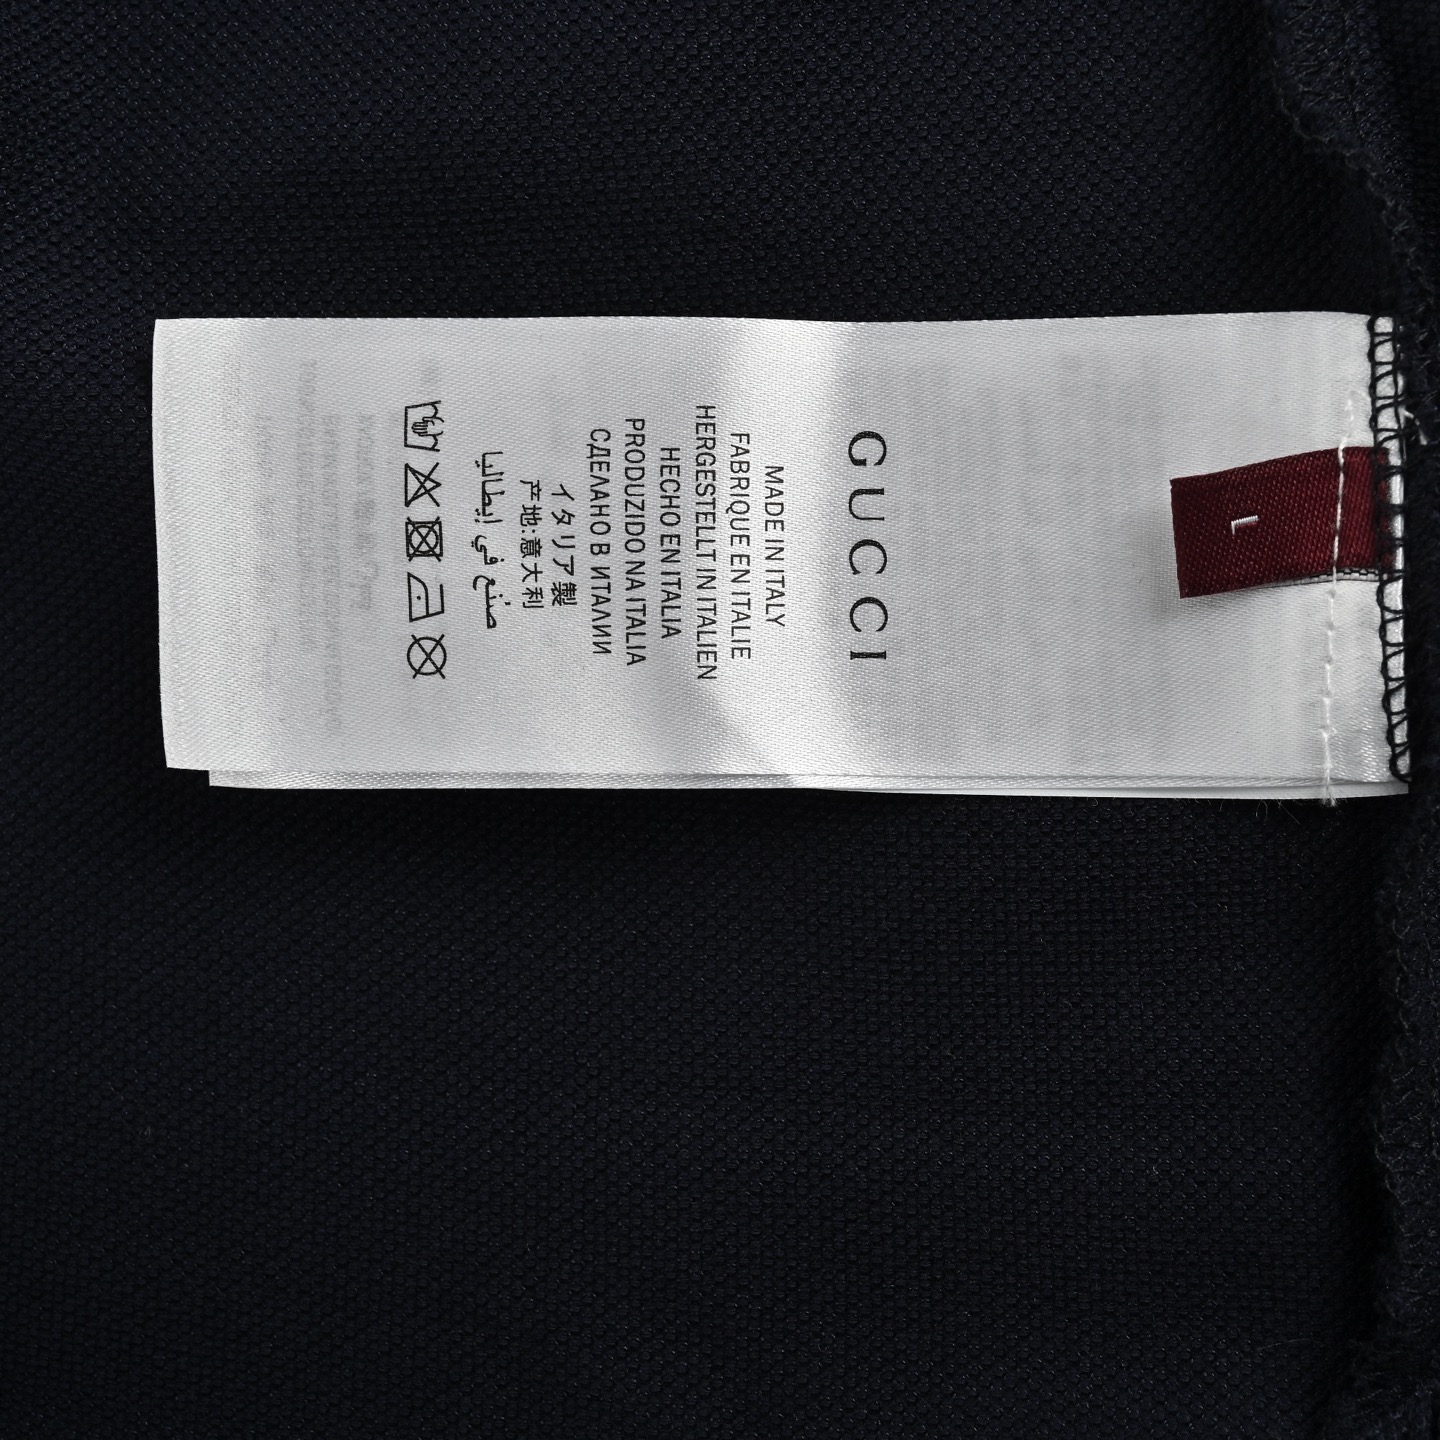 GUCCI
MADE IN ITALY
FABRIQUE EN ITALIE
HERGESTELLT IN ITALIEN
HECHO EN ITALIA
PRODUZIDO NA ITALIA
СДЕЛАНО В ИТАЛИИ
イタリア製
产地:意大利
صنع في إيطاليا
L